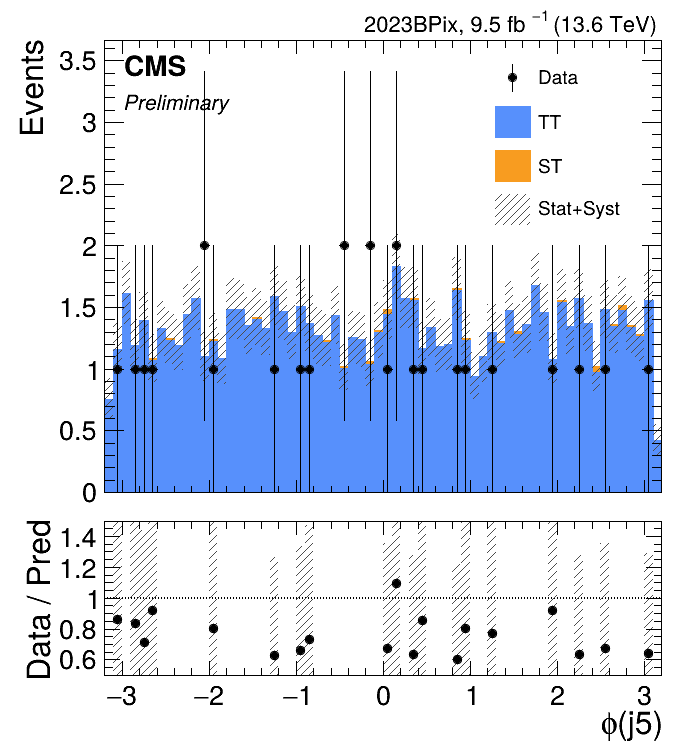 2023BPix, 9.5 fb⁻¹ (13.6 TeV)
Events
CMS
Preliminary
Data
TT
ST
Stat+Syst
3.5
3
2.5
2
1.5
1
0.5
0
Data / Pred
1.4
1.2
1
0.8
0.6
−3 −2 −1 0 1 2 3
ϕ(j5)